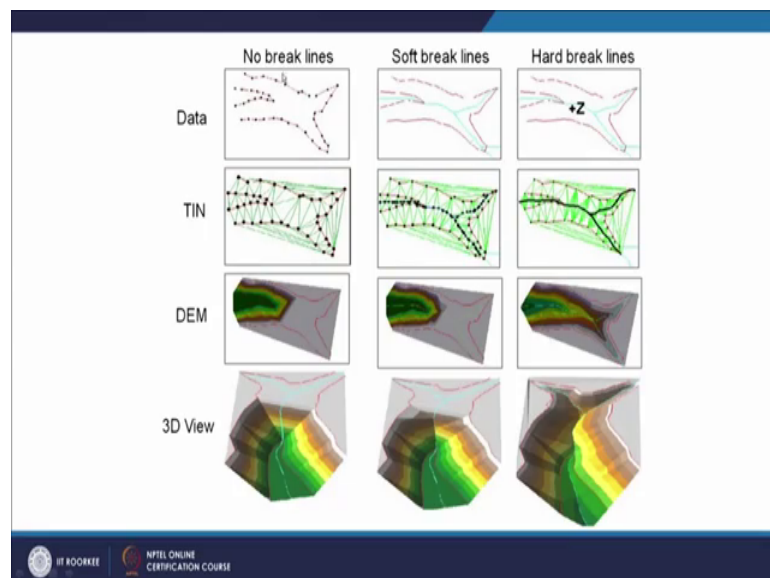 No break lines
Soft break lines
Hard break lines
Data
+Z
TIN
DEM
3D View
IIT ROORKEE
NPTEL ONLINE
CERTIFICATION COURSE